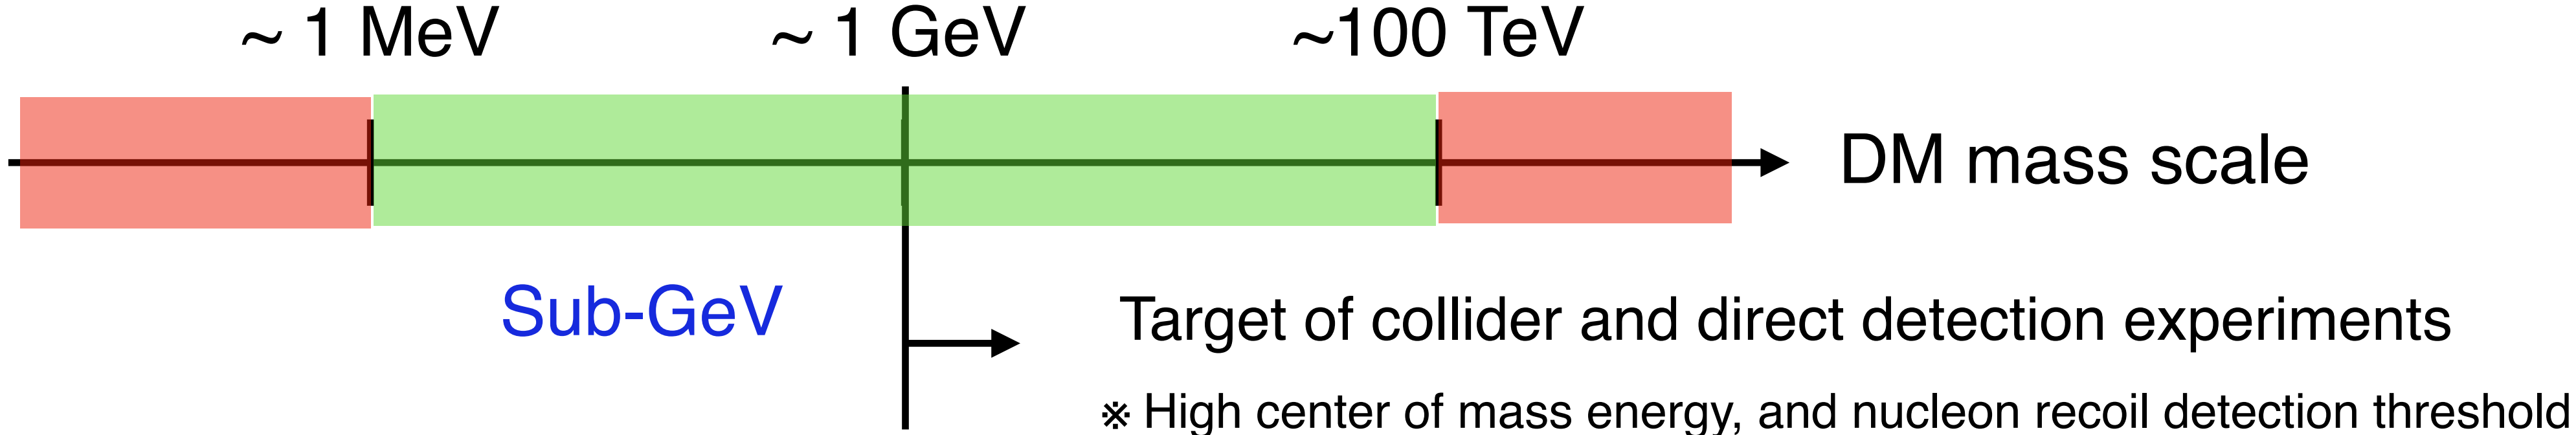 ~ 1 MeV ~ 1 GeV ~100 TeV
DM mass scale
Sub-GeV
Target of collider and direct detection experiments
※ High center of mass energy, and nucleon recoil detection threshold